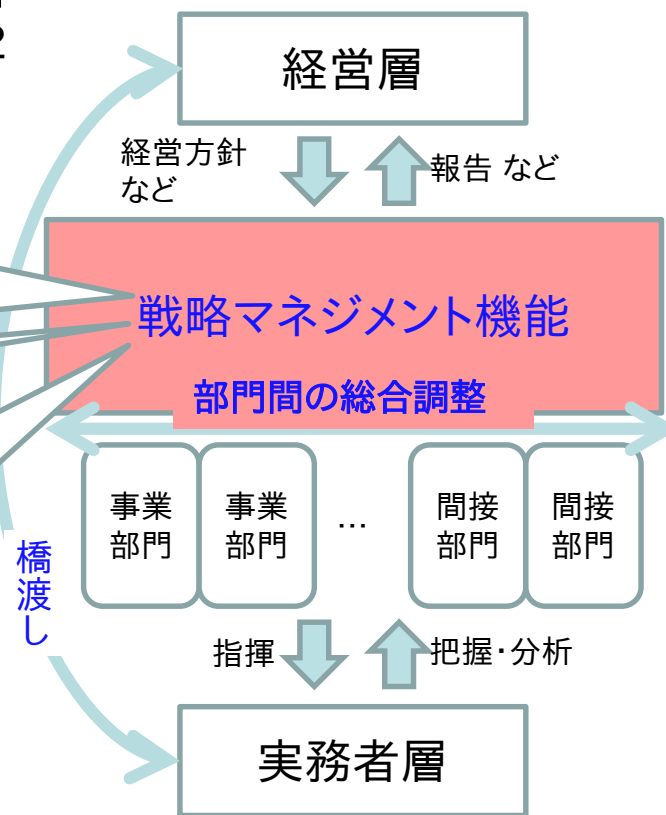 経営層
経営方針
など
報告 など
戦略マネジメント機能
部門間の総合調整
事業
部門
事業
部門
…
間接
部門
間接
部門
橋渡し
指揮
把握・分析
実務者層